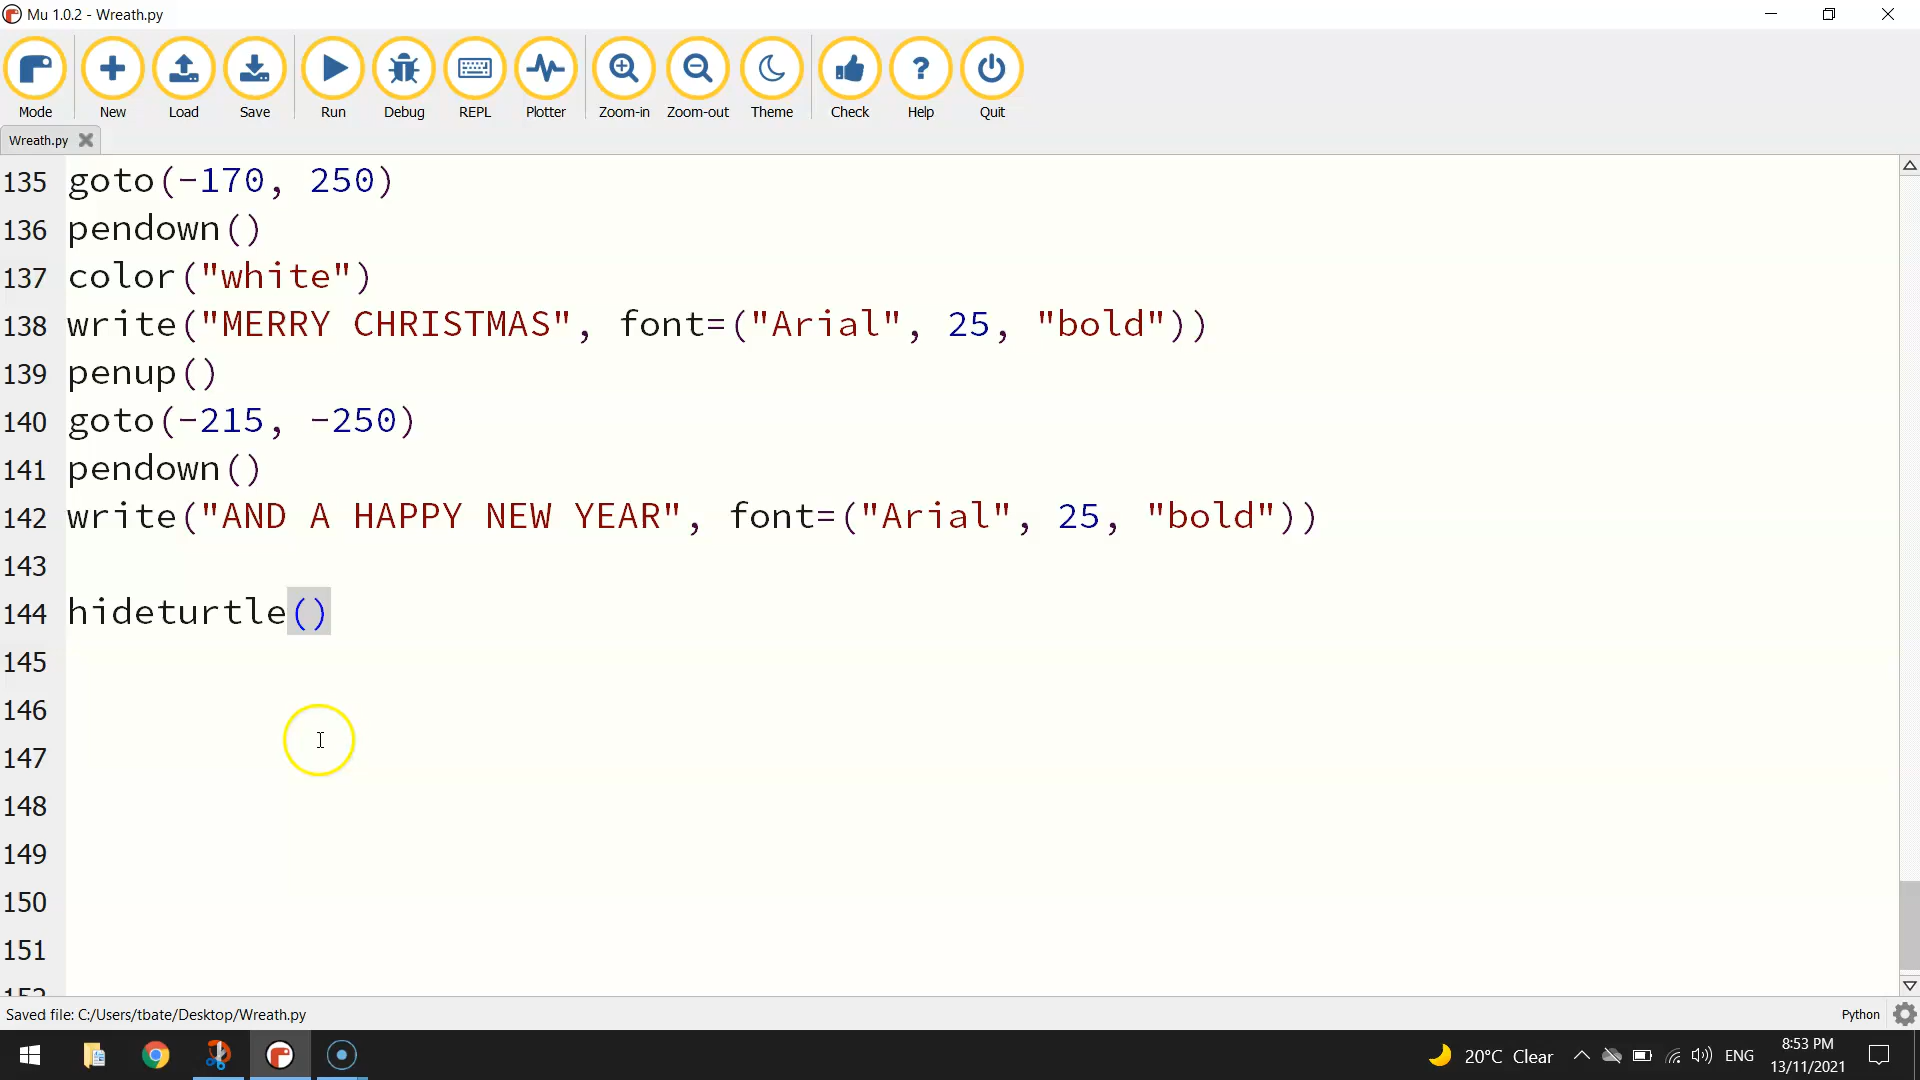 Mu 1.0.2 - Wreath.py
Mode New Load Save Run Debug REPL Plotter Zoom-in Zoom-out Theme Check Help Quit
Wreath.py
135 goto(-170, 250)
136 pendown()
137 color("white")
138 write("MERRY CHRISTMAS", font=("Arial", 25, "bold"))
139 penup()
140 goto(-215, -250)
141 pendown()
142 write("AND A HAPPY NEW YEAR", font=("Arial", 25, "bold"))
143
144 hideturtle()
145
146
147
148
149
150
151
152
Saved file: C:/Users/tbate/Desktop/Wreath.py Python
20°C Clear ENG 8:53 PM
13/11/2021